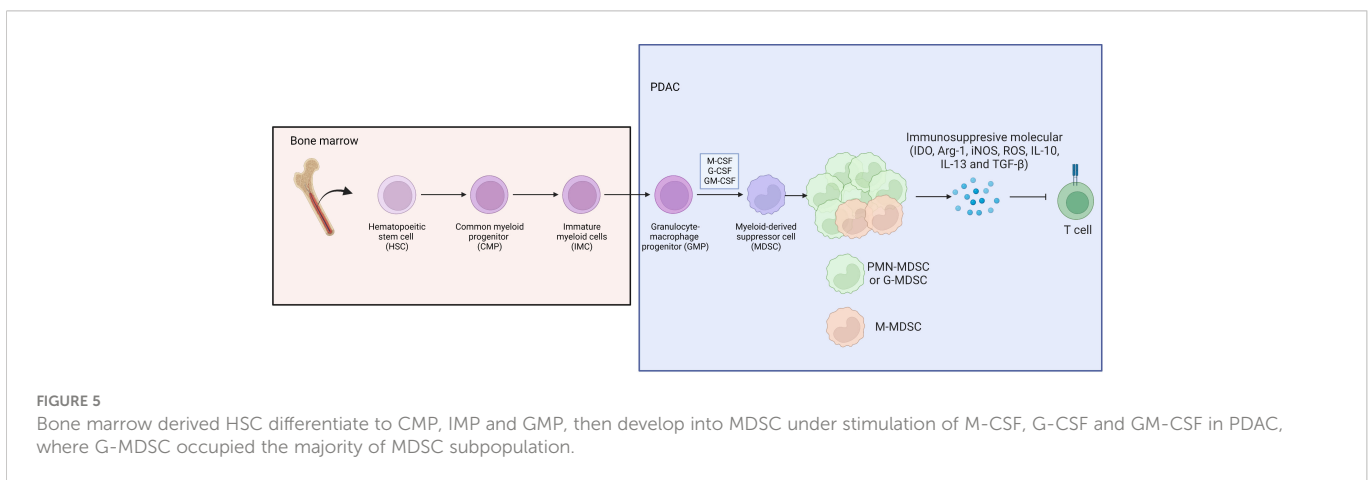 PDAC
Bone marrow
Immunosuppresive molecular
(IDO, Arg-1, iNOS, ROS, IL-10,
IL-13 and TGF-β)
M-CSF
G-CSF
GM-CSF
Hematopoeitic
stem cell
(HSC)
Common myeloid
progenitor
(CMP)
Immature
myeloid cells
(IMC)
Granulocyte-
macrophage
progenitor (GMP)
Myeloid-derived
suppressor cell
(MDSC)
T cell
PMN-MDSC
or G-MDSC
M-MDSC
FIGURE 5
Bone marrow derived HSC differentiate to CMP, IMP and GMP, then develop into MDSC under stimulation of M-CSF, G-CSF and GM-CSF in PDAC,
where G-MDSC occupied the majority of MDSC subpopulation.